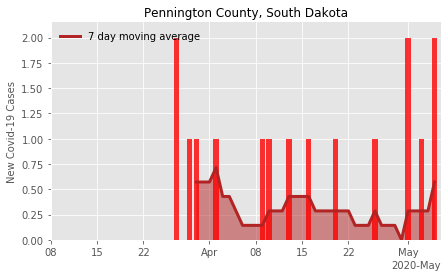 Pennington County, South Dakota
7 day moving average
New Covid-19 Cases
2.00
1.75
1.50
1.25
1.00
0.75
0.50
0.25
0.00
08 15 22 Apr 08 15 22 May
2020-May